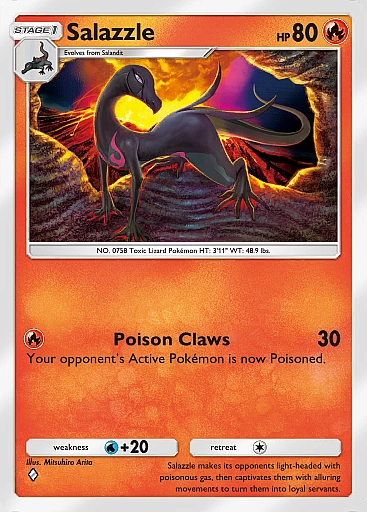 STAGE 1
Salazzle
HP 80
Evolves from Salandit
NO. 0758 Toxic Lizard Pokémon HT: 3'11" WT: 48.9 lbs.
Poison Claws 30
Your opponent's Active Pokémon is now Poisoned.
weakness +20 retreat
Illus. Mitsuhiro Arita
Salazzle makes its opponents light-headed with
poisonous gas, then captivates them with alluring
movements to turn them into loyal servants.